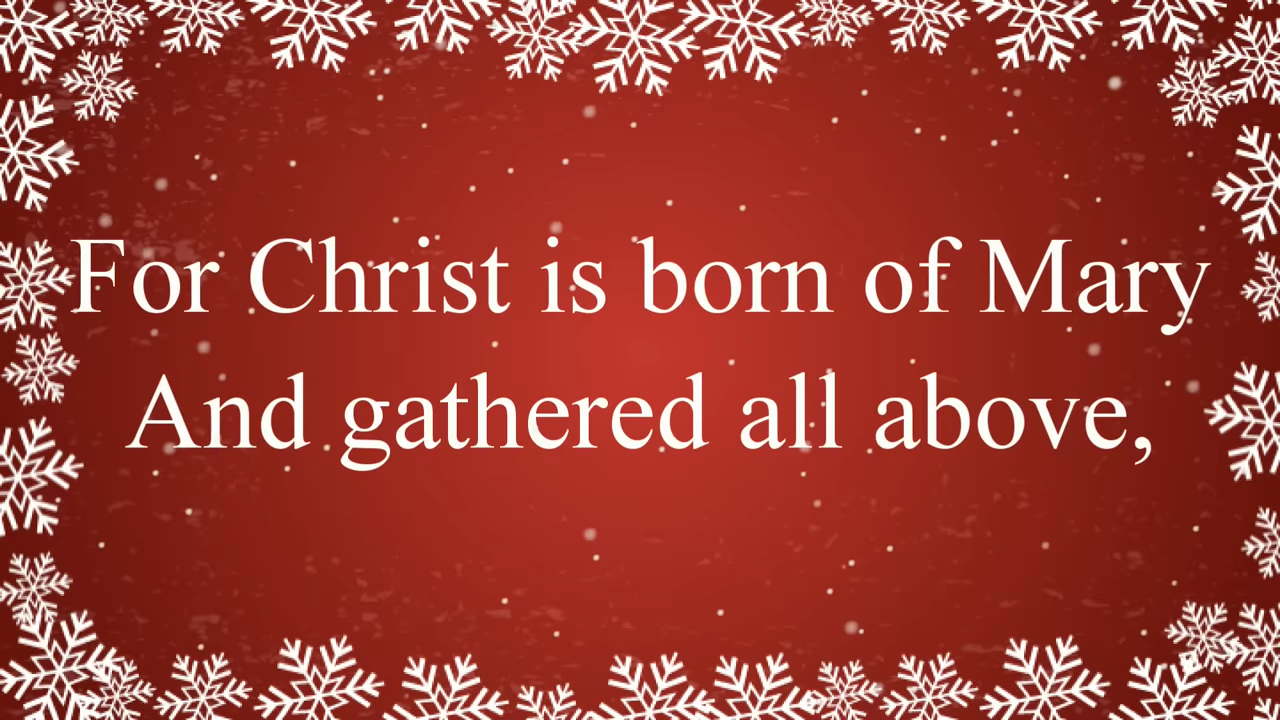 For Christ is born of Mary
And gathered all above,